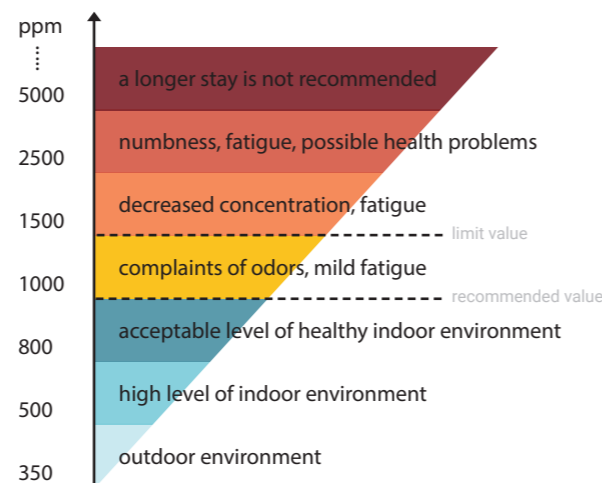 ppm
a longer stay is not recommended
5000
numbness, fatigue, possible health problems
2500
decreased concentration, fatigue
1500
limit value
complaints of odors, mild fatigue
1000
recommended value
acceptable level of healthy indoor environment
800
high level of indoor environment
500
outdoor environment
350